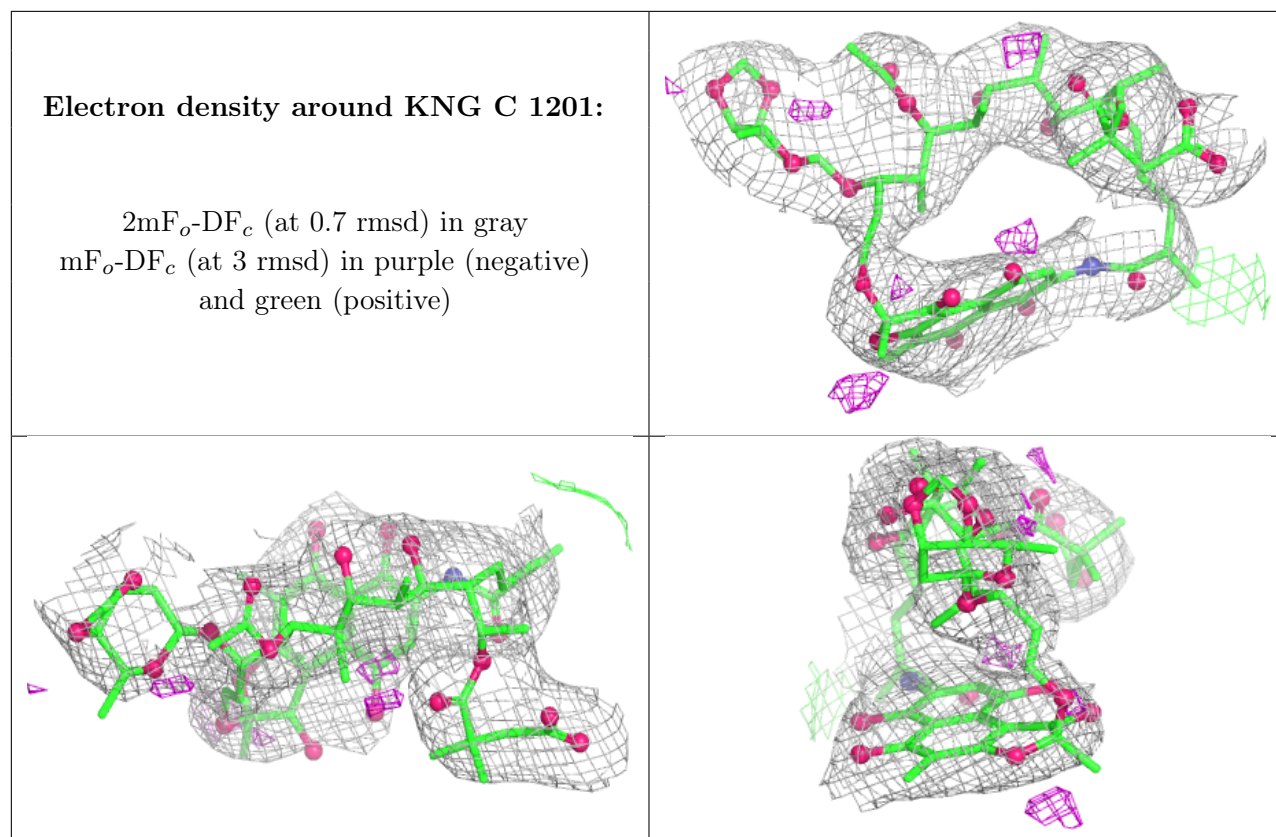 Electron density around KNG C 1201:
2mFo-DFc (at 0.7 rmsd) in gray
mFo-DFc (at 3 rmsd) in purple (negative)
and green (positive)